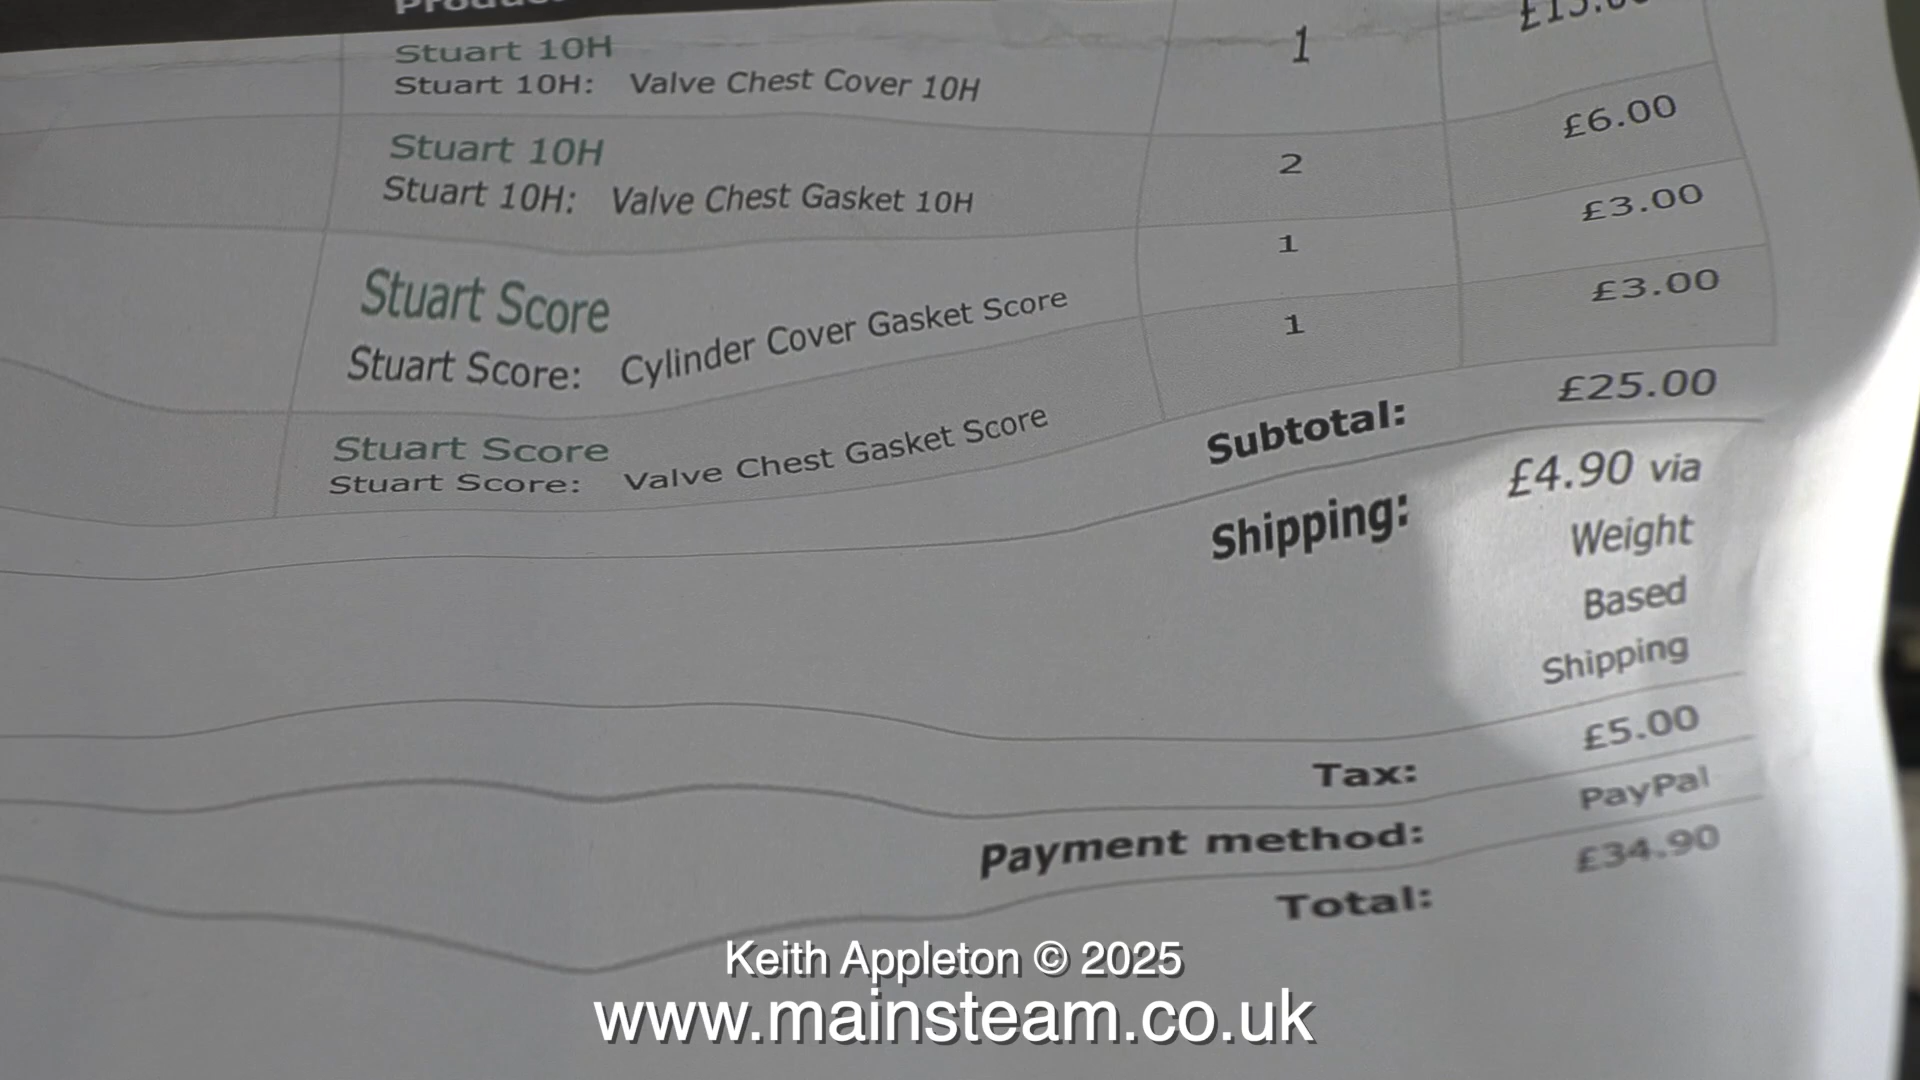 Stuart 10H
Stuart 10H: Valve Chest Cover 10H 1
Stuart 10H
Stuart 10H: Valve Chest Gasket 10H 2 £6.00
Stuart Score
Stuart Score: Cylinder Cover Gasket Score 1 £3.00
Stuart Score
Stuart Score: Valve Chest Gasket Score 1 £3.00
Subtotal: £25.00
Shipping: £4.90 via
Weight
Based
Shipping
Tax: £5.00
Payment method: PayPal
Total: £34.90
Keith Appleton © 2025
www.mainsteam.co.uk